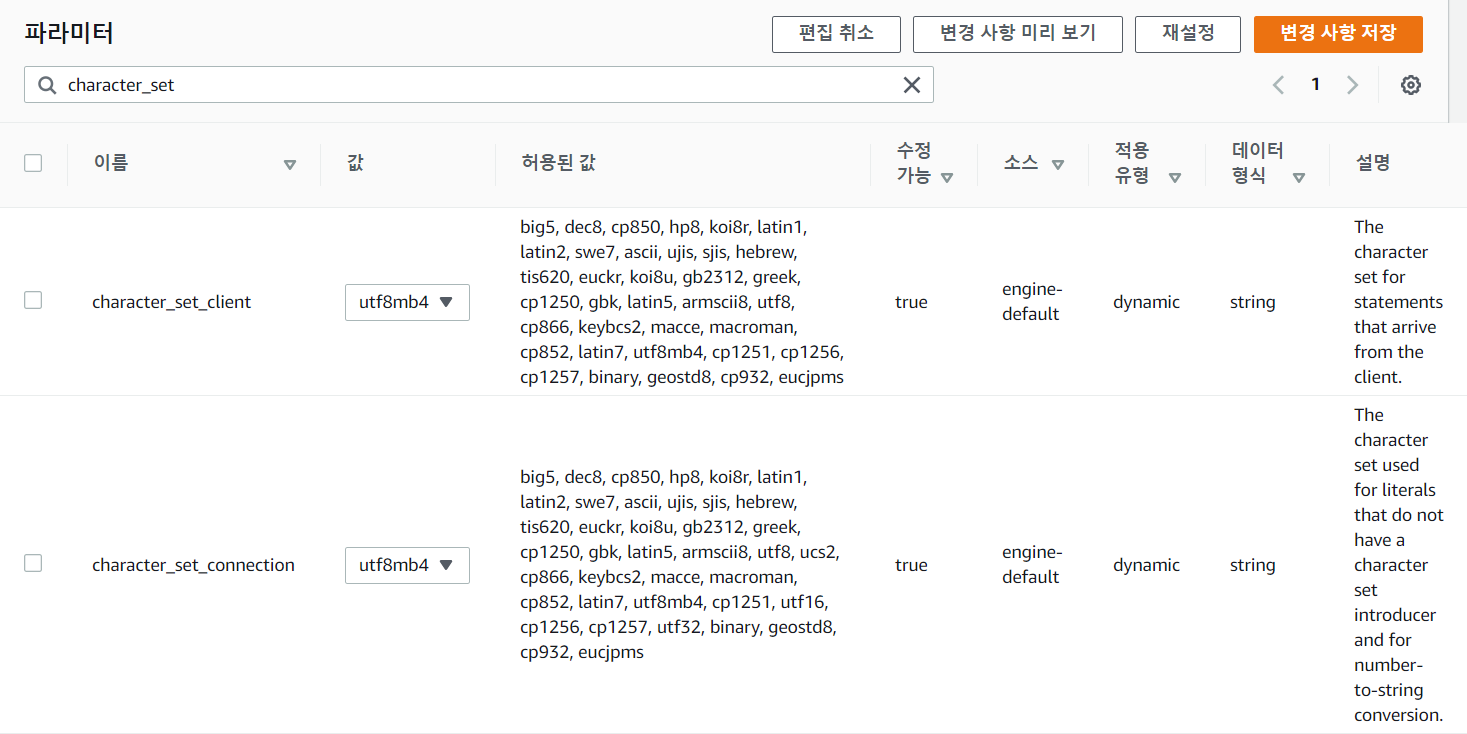 파라미터
편집 취소
변경 사항 미리 보기
재설정
변경 사항 저장
character_set
1
이름
값
허용된 값
수정
가능
소스
적용
유형
데이터
형식
설명
character_set_client
utf8mb4
big5, dec8, cp850, hp8, koi8r, latin1,
latin2, swe7, ascii, ujis, sjis, hebrew,
tis620, euckr, koi8u, gb2312, greek,
cp1250, gbk, latin5, armscii8, utf8,
cp866, keybcs2, macce, macroman,
cp852, latin7, utf8mb4, cp1251, cp1256,
cp1257, binary, geostd8, cp932, eucjpms
true
engine-
default
dynamic
string
The
character
set for
statements
that arrive
from the
client.
character_set_connection
utf8mb4
big5, dec8, cp850, hp8, koi8r, latin1,
latin2, swe7, ascii, ujis, sjis, hebrew,
tis620, euckr, koi8u, gb2312, greek,
cp1250, gbk, latin5, armscii8, utf8, ucs2,
cp866, keybcs2, macce, macroman,
cp852, latin7, utf8mb4, cp1251, utf16,
cp1256, cp1257, utf32, binary, geostd8,
cp932, eucjpms
true
engine-
default
dynamic
string
The
character
set used
for literals
that do not
have a
character
set
introducer
and for
number-
to-string
conversion.